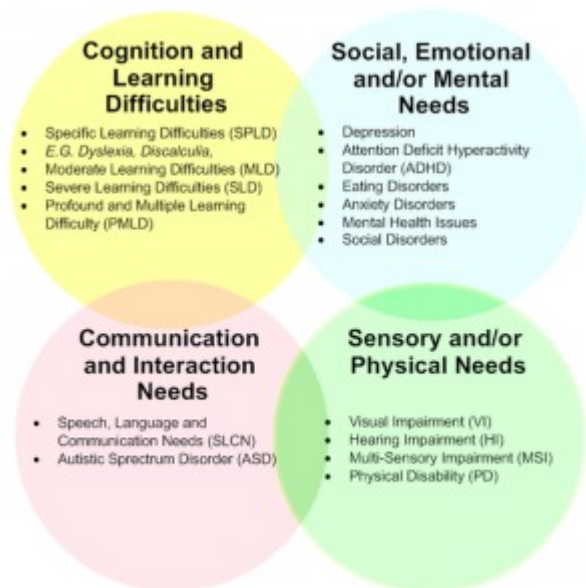 Cognition and
Learning
Difficulties
• Specific Learning Difficulties (SPLD)
• E.G. Dyslexia, Discalculia,
• Moderate Learning Difficulties (MLD)
• Severe Learning Difficulties (SLD)
• Profound and Multiple Learning
Difficulty (PMLD)
Social, Emotional
and/or Mental
Needs
• Depression
• Attention Deficit Hyperactivity
Disorder (ADHD)
• Eating Disorders
• Anxiety Disorders
• Mental Health Issues
• Social Disorders
Communication
and Interaction
Needs
• Speech, Language and
Communication Needs (SLCN)
• Autistic Sprectrum Disorder (ASD)
Sensory and/or
Physical Needs
• Visual Impairment (VI)
• Hearing Impairment (HI)
• Multi-Sensory Impairment (MSI)
• Physical Disability (PD)